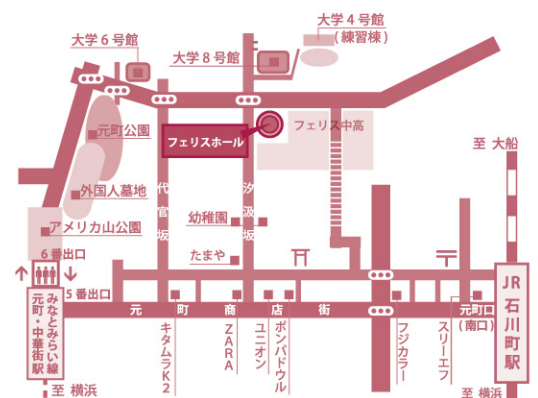 大学4号館
(練習棟)
大学6号館
大学8号館
フェリス中高
フェリスホール
元町公園
至 大船
外国人墓地
代官坂
汐汲坂
幼稚園
アメリカ山公園
6番出口
たまや
5番出口
元町商店街
元町口
(南口)
JR石川町駅
みなとみらい線
元町・中華街駅
キタムラK2
ZARA
ユニオン
ポンパドウル
フジカラー
スリーエフ
至 横浜
至 横浜